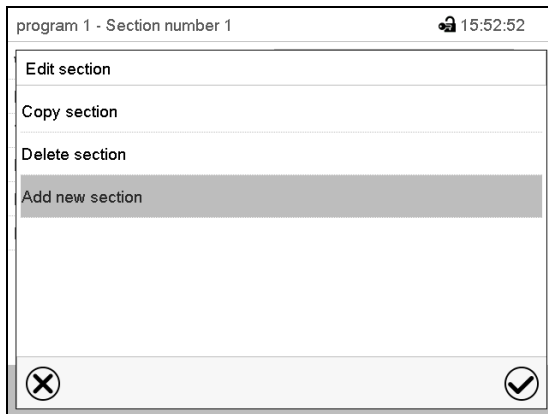 program 1 - Section number 1 15:52:52
Edit section
Copy section
Delete section
Add new section